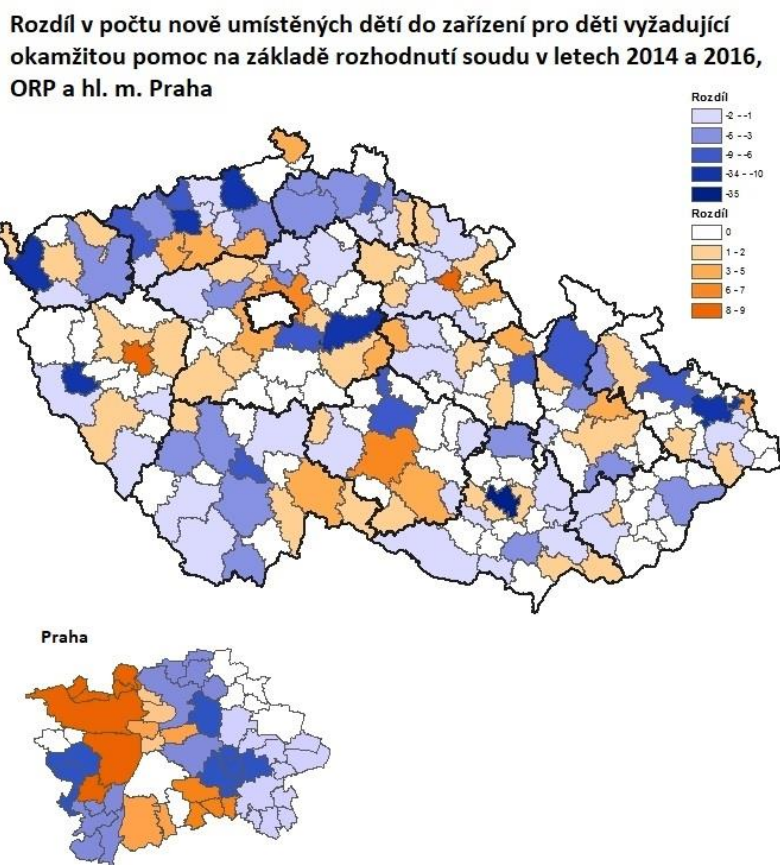 Rozdíl v počtu nově umístěných dětí do zařízení pro děti vyžadující
okamžitou pomoc na základě rozhodnutí soudu v letech 2014 a 2016,
ORP a hl. m. Praha
Rozdíl
-2 - -1
-5 - -3
-9 - -6
-34 - -10
-35
Rozdíl
0
1 - 2
3 - 5
6 - 7
8 - 9
Praha